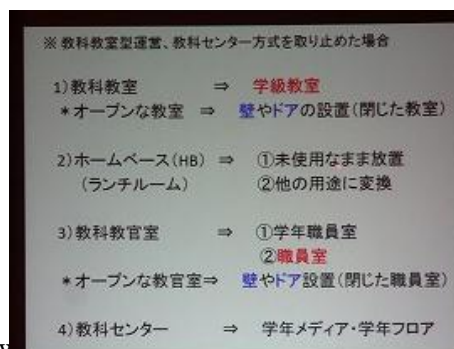 ※ 教科教室型運営、教科センター方式を取り止めた場合
1)教科教室 ⇒ 学級教室
*オープンな教室 ⇒ 壁やドアの設置(閉じた教室)
2)ホームベース(HB) ⇒ ①未使用なまま放置
(ランチルーム) ②他の用途に変換
3)教科教官室 ⇒ ①学年職員室
②職員室
*オープンな教官室⇒ 壁やドア設置(閉じた職員室)
4)教科センター ⇒ 学年メディア・学年フロア